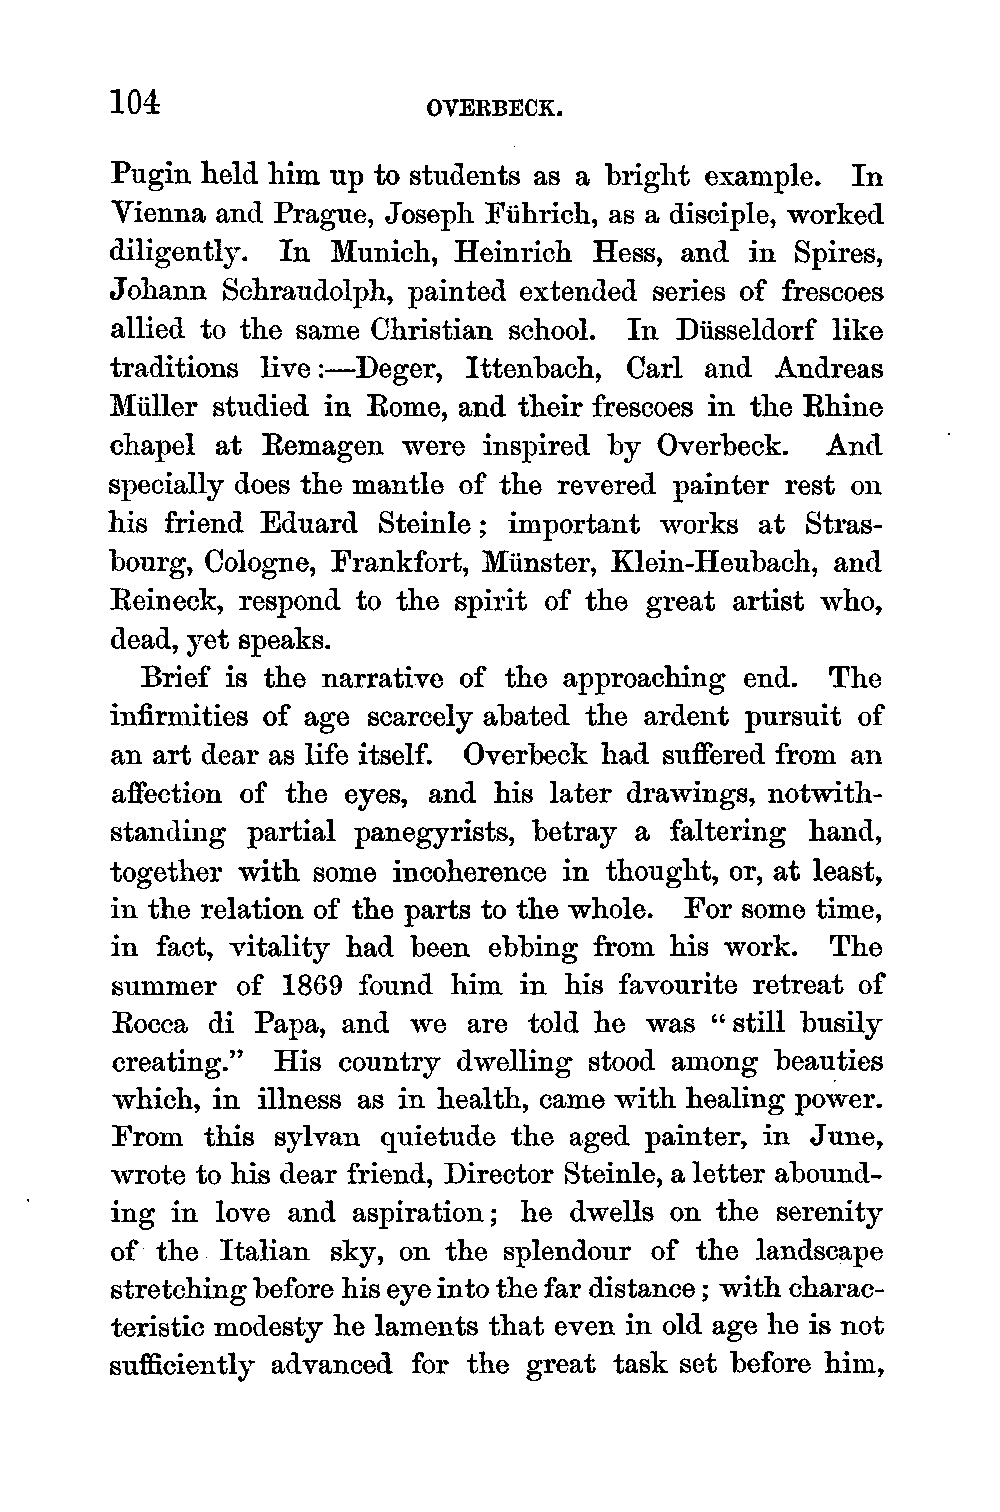 104 OVERBECK.
Pugin held him up to students as a bright example. In
Vienna and Prague, Joseph Führich, as a disciple, worked
diligently. In Munich, Heinrich Hess, and in Spires,
Johann Schraudolph, painted extended series of frescoes
allied to the same Christian school. In Düsseldorf like
traditions live:—Deger, Ittenbach, Carl and Andreas
Müller studied in Rome, and their frescoes in the Rhine
chapel at Remagen were inspired by Overbeck. And
specially does the mantle of the revered painter rest on
his friend Eduard Steinle; important works at Stras-
bourg, Cologne, Frankfort, Münster, Klein-Heubach, and
Reineck, respond to the spirit of the great artist who,
dead, yet speaks.
Brief is the narrative of the approaching end. The
infirmities of age scarcely abated the ardent pursuit of
an art dear as life itself. Overbeck had suffered from an
affection of the eyes, and his later drawings, notwith-
standing partial panegyrists, betray a faltering hand,
together with some incoherence in thought, or, at least,
in the relation of the parts to the whole. For some time,
in fact, vitality had been ebbing from his work. The
summer of 1869 found him in his favourite retreat of
Rocca di Papa, and we are told he was “still busily
creating.” His country dwelling stood among beauties
which, in illness as in health, came with healing power.
From this sylvan quietude the aged painter, in June,
wrote to his dear friend, Director Steinle, a letter abound-
ing in love and aspiration; he dwells on the serenity
of the Italian sky, on the splendour of the landscape
stretching before his eye into the far distance; with charac-
teristic modesty he laments that even in old age he is not
sufficiently advanced for the great task set before him,